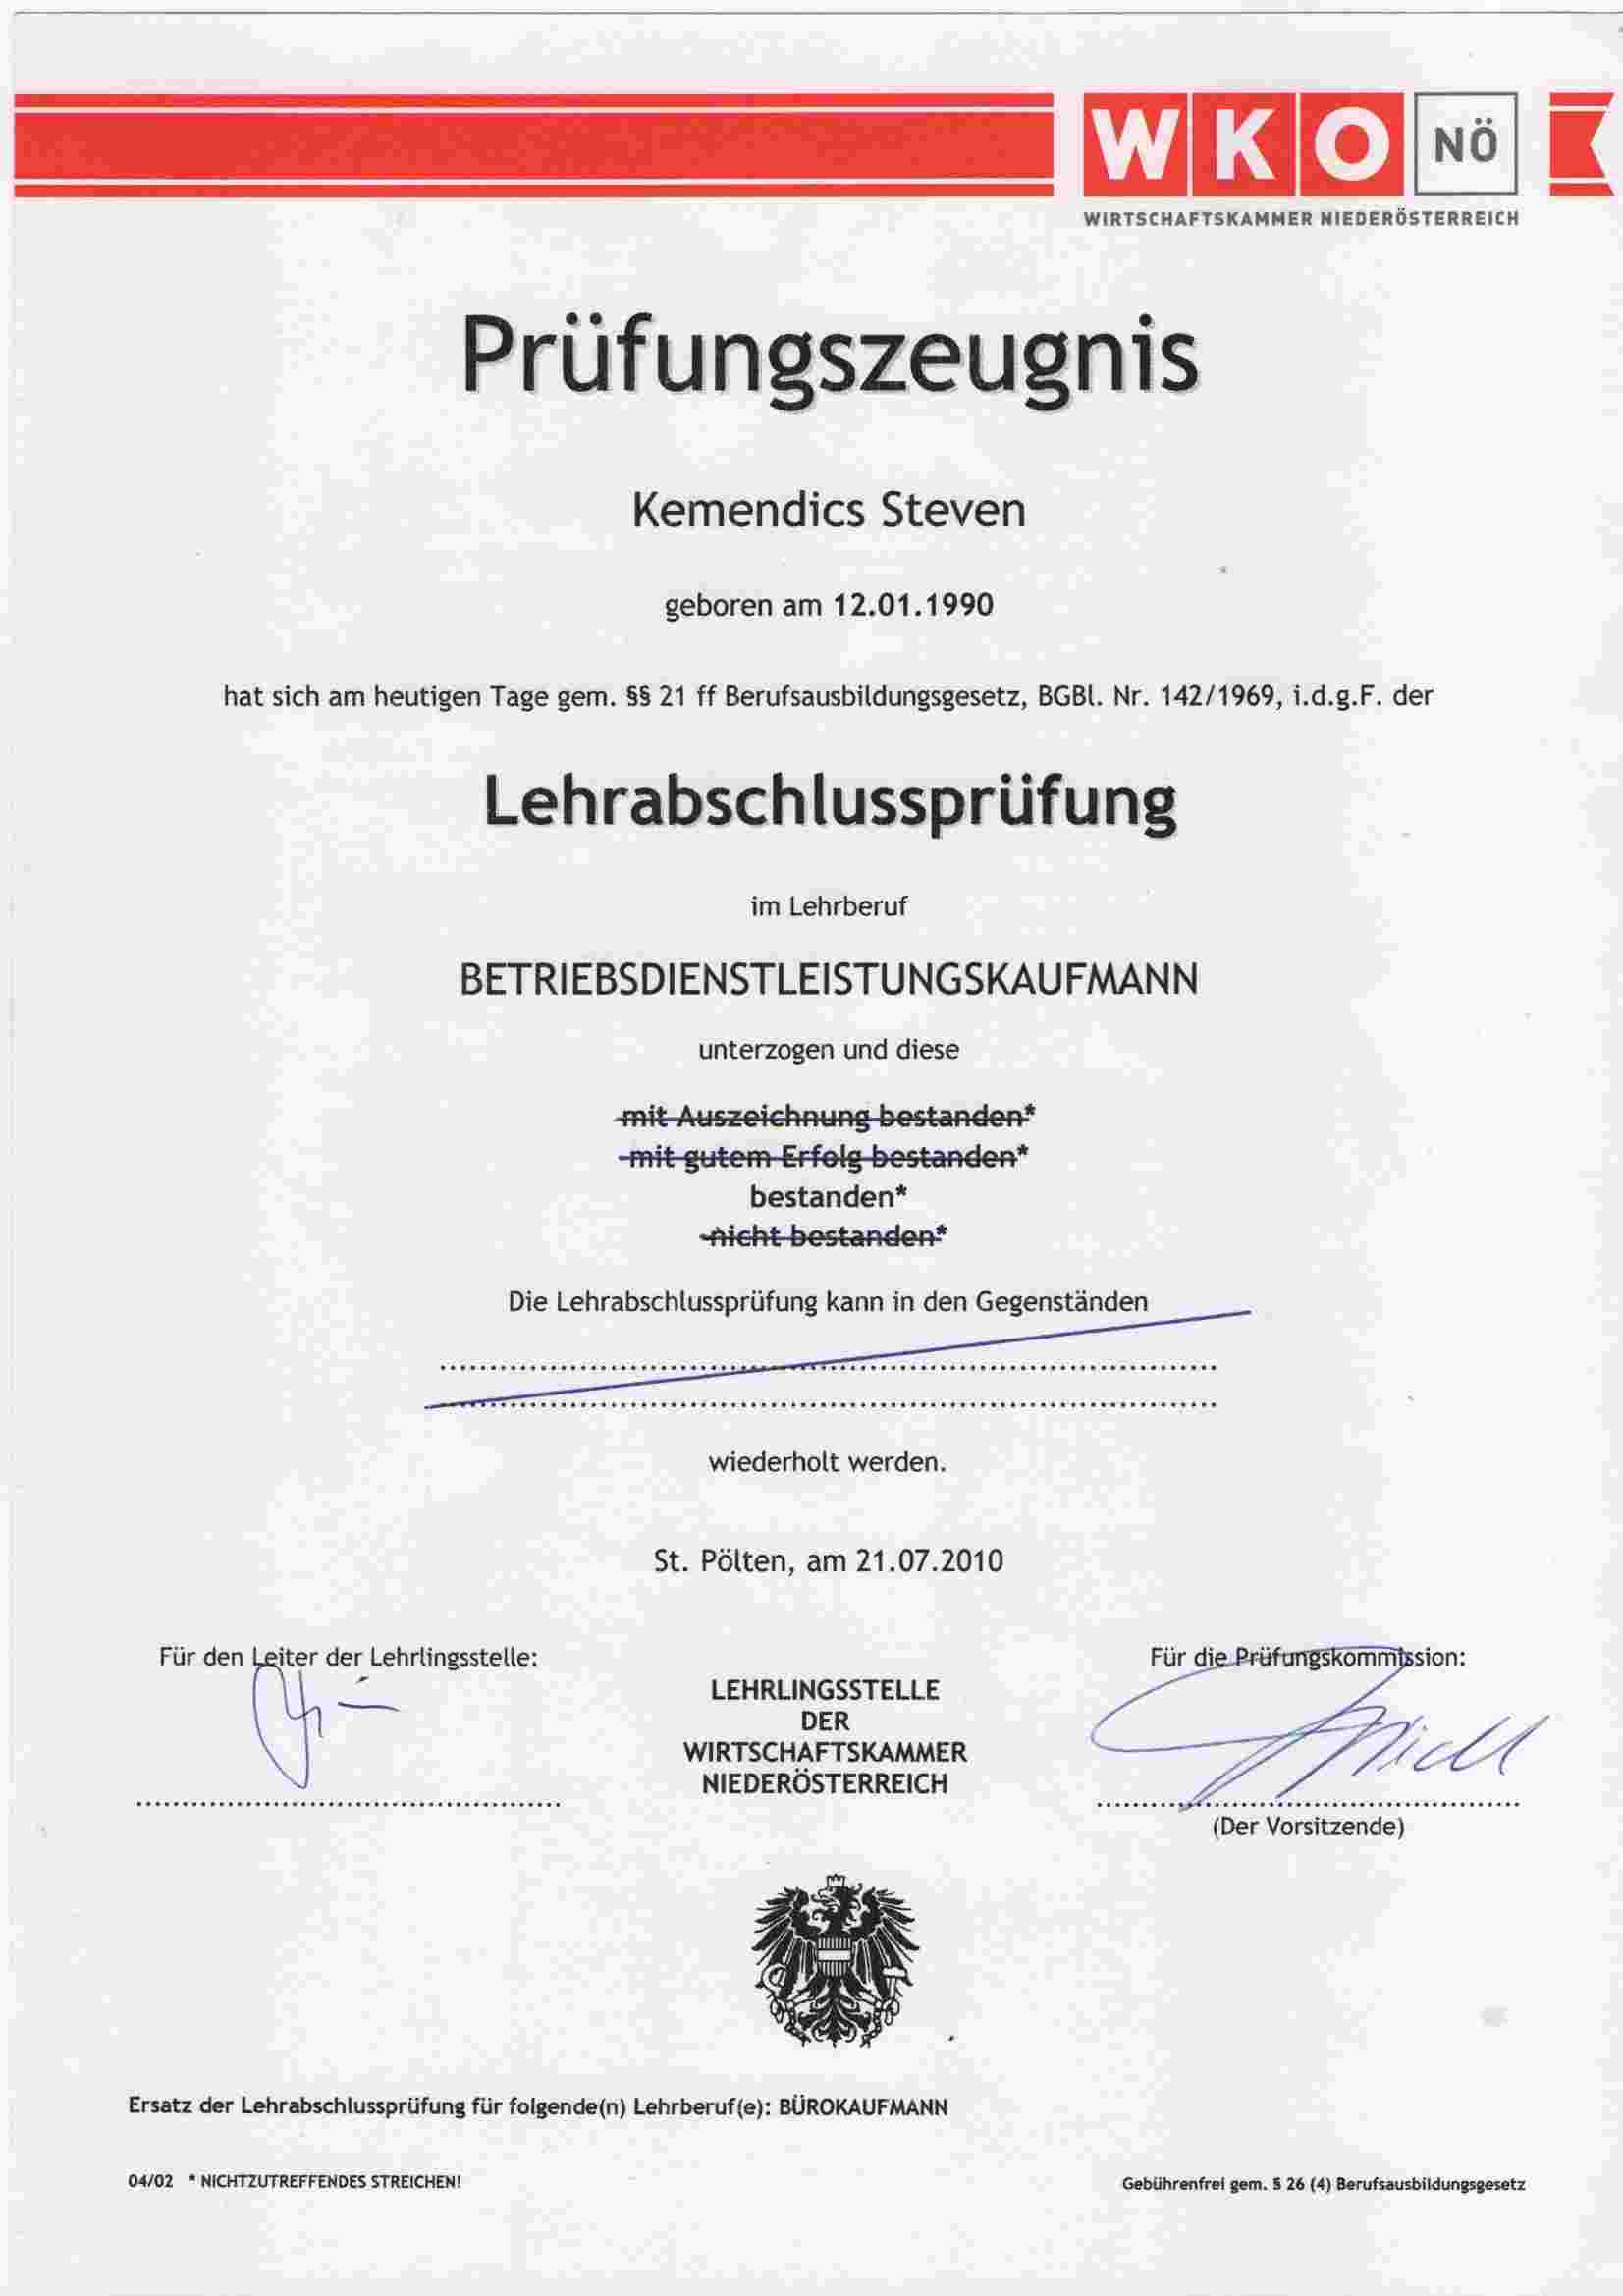 WKO NÖ
WIRTSCHAFTSKAMMER NIEDERÖSTERREICH
Prüfungszeugnis
Kemendics Steven
geboren am 12.01.1990
hat sich am heutigen Tage gem. §§ 21 ff Berufsausbildungsgesetz, BGBl. Nr. 142/1969, i.d.g.F. der
Lehrabschlussprüfung
im Lehrberuf
BETRIEBSDIENSTLEISTUNGSKAUFMANN
unterzogen und diese
mit Auszeichnung bestanden*
mit gutem Erfolg bestanden*
bestanden*
nicht bestanden*
Die Lehrabschlussprüfung kann in den Gegenständen
wiederholt werden.
St. Pölten, am 21.07.2010
Für den Leiter der Lehrlingsstelle:
Für die Prüfungskommission:
LEHRLINGSSTELLE
DER
WIRTSCHAFTSKAMMER
NIEDERÖSTERREICH
(Der Vorsitzende)
Ersatz der Lehrabschlussprüfung für folgende(n) Lehrberuf(e): BÜROKAUFMANN
04/02 * NICHTZUTREFFENDES STREICHEN!
Gebührenfrei gem. § 26 (4) Berufsausbildungsgesetz